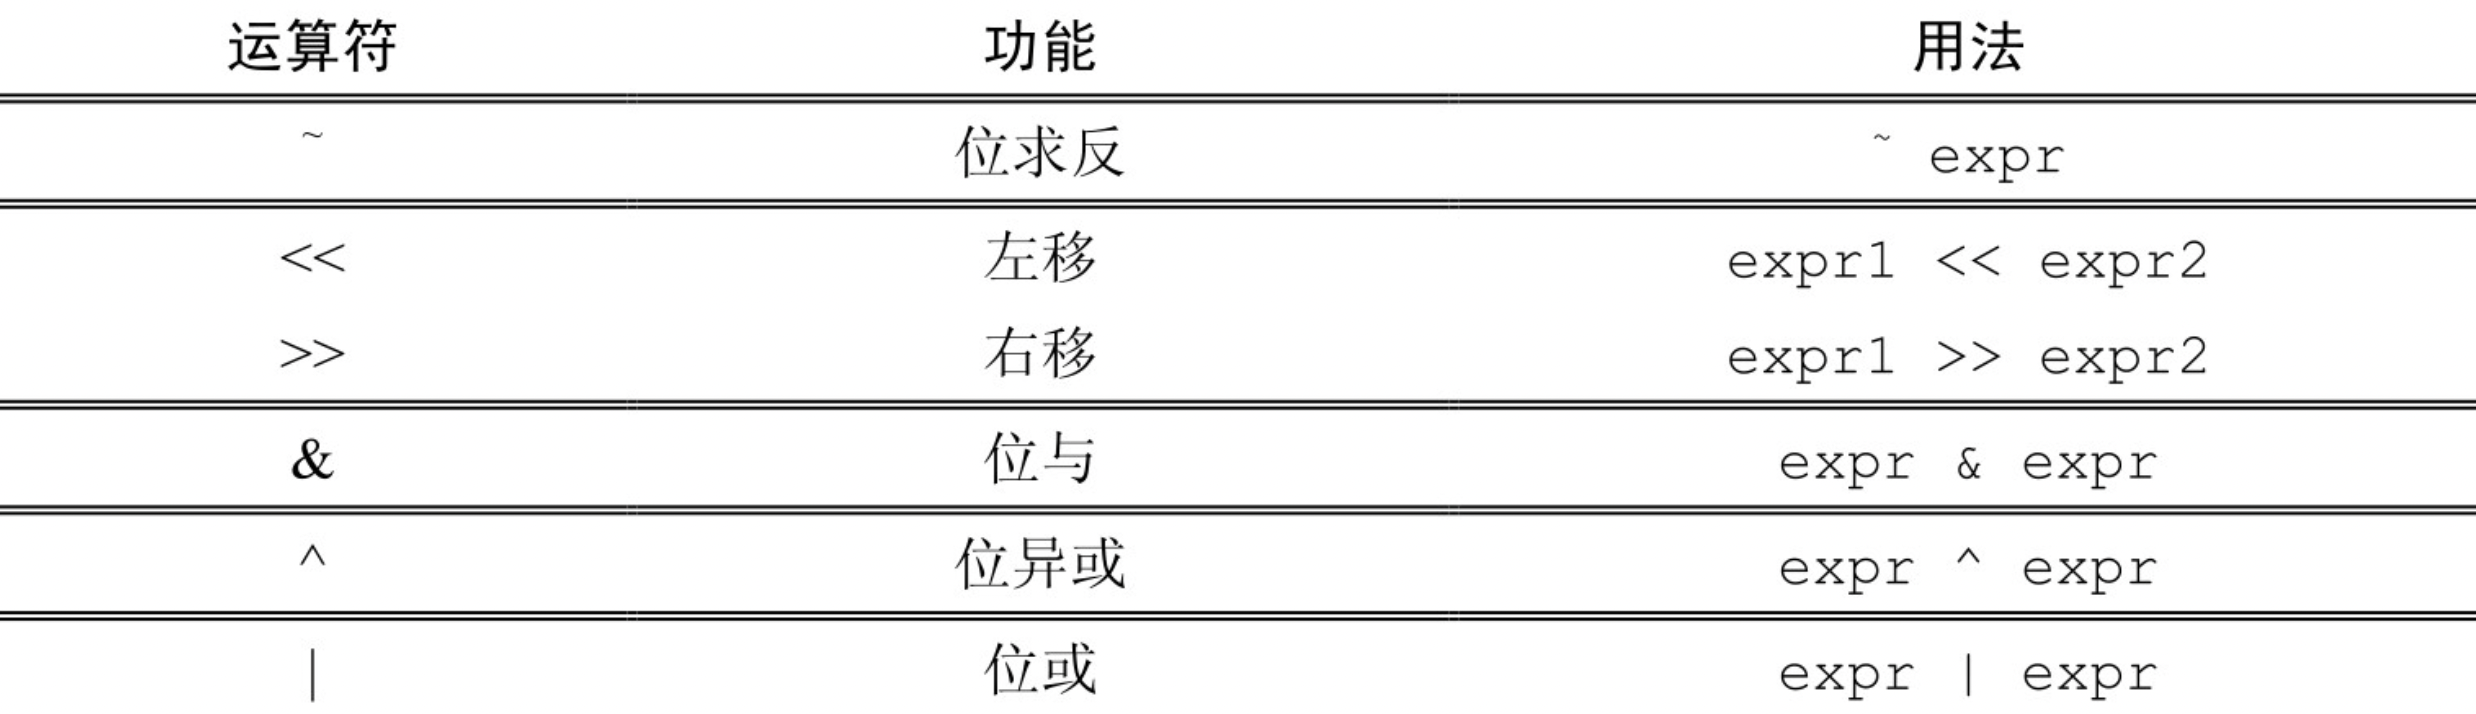 运算符 功能 用法
~ 位求反 ~ expr
<< 左移 expr1 << expr2
>> 右移 expr1 >> expr2
& 位与 expr & expr
^ 位异或 expr ^ expr
| 位或 expr | expr